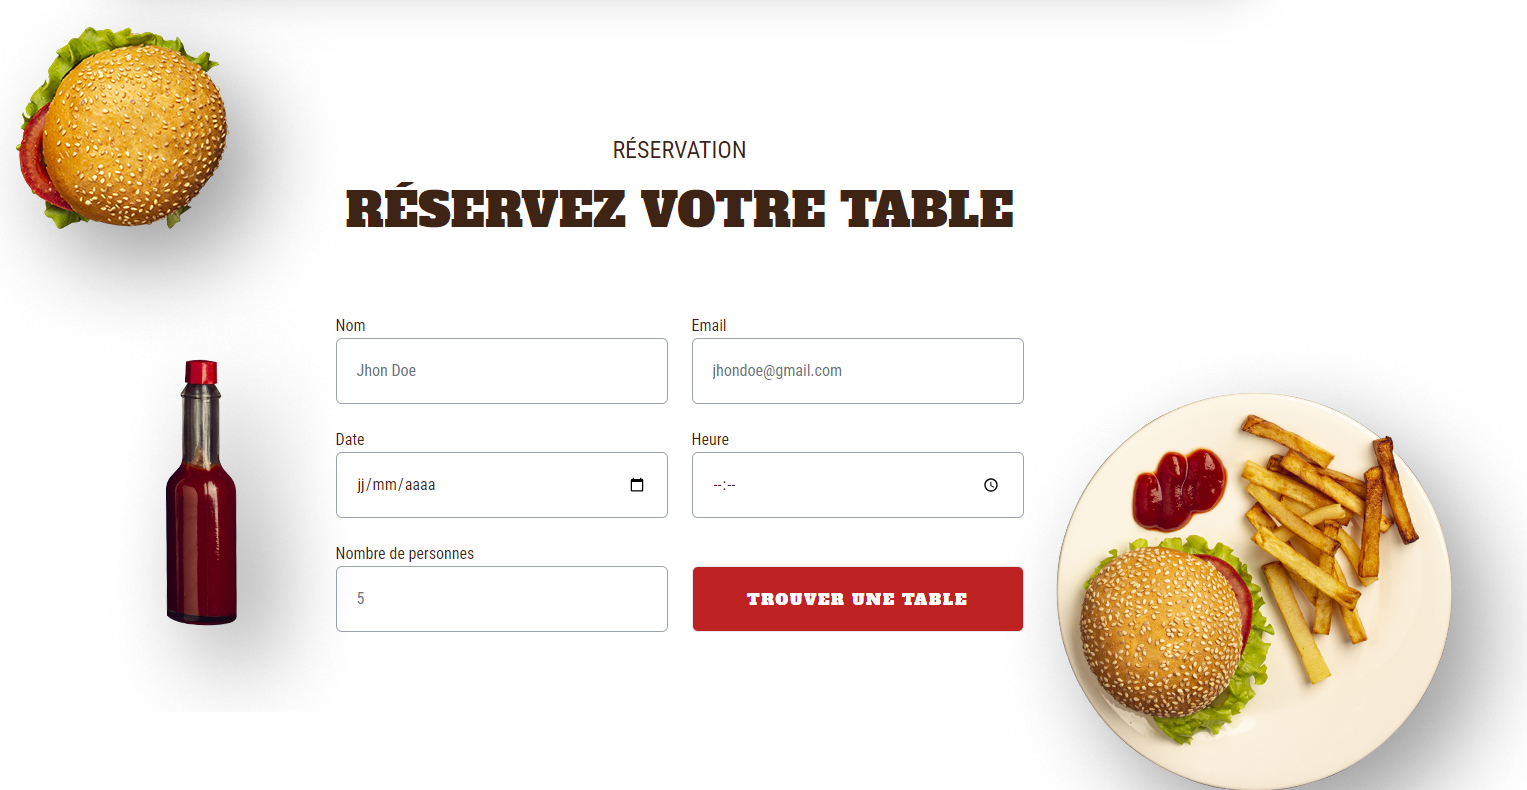 RÉSERVATION
RÉSERVEZ VOTRE TABLE
Nom
Email
Jhon Doe
jhondoe@gmail.com
Date
Heure
jj/mm/aaaa
--:--
Nombre de personnes
5
TROUVER UNE TABLE